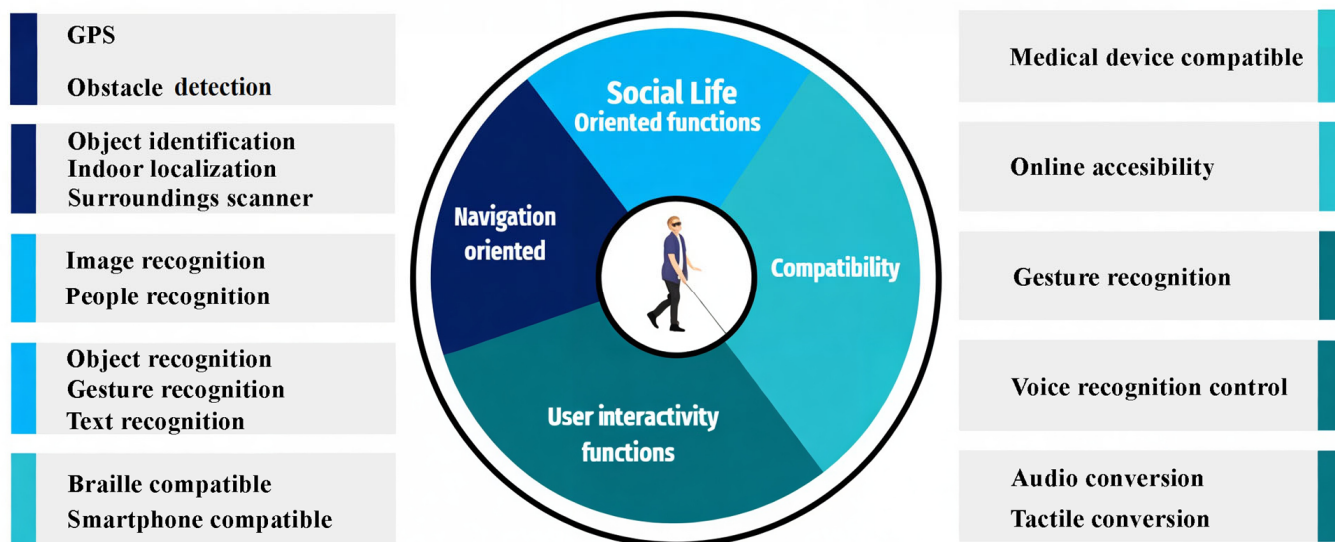 GPS
Obstacle detection
Object identification
Indoor localization
Surroundings scanner
Image recognition
People recognition
Object recognition
Gesture recognition
Text recognition
Braille compatible
Smartphone compatible
Social Life
Oriented functions
Navigation
oriented
Compatibility
User interactivity
functions
Medical device compatible
Online accesibility
Gesture recognition
Voice recognition control
Audio conversion
Tactile conversion